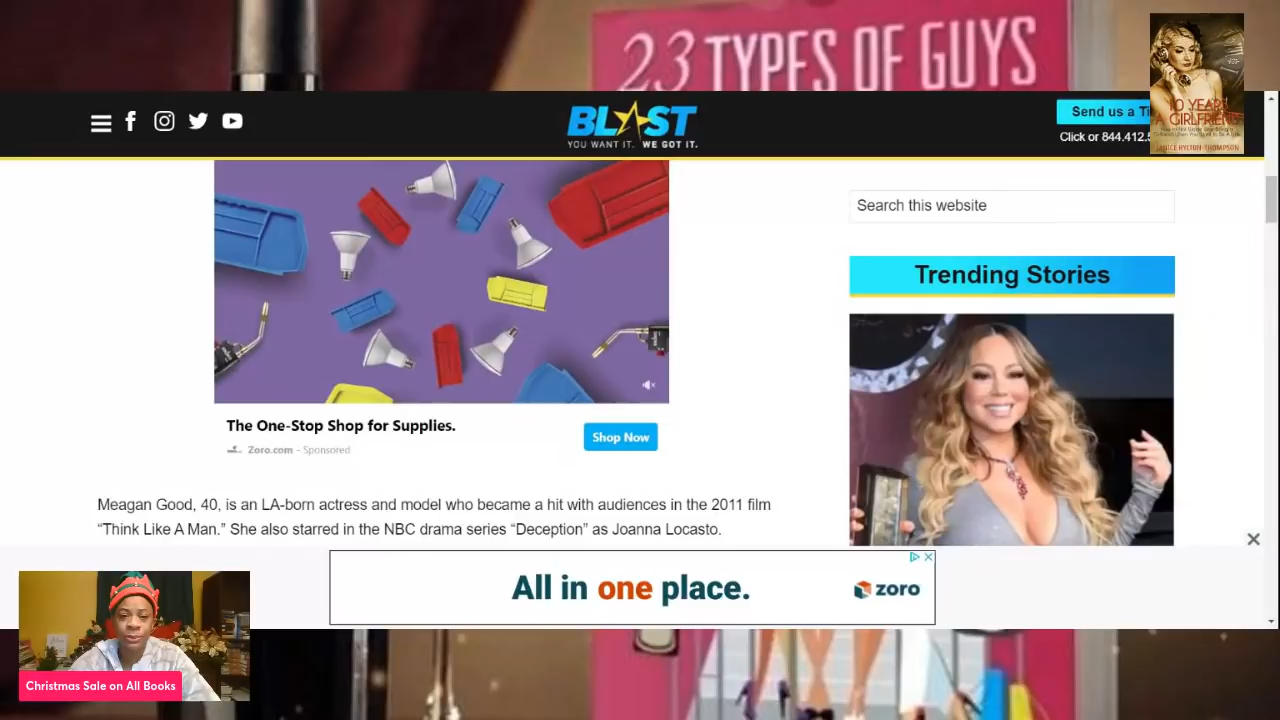 23 TYPES OF GUYS
BLAST
YOU WANT IT. WE GOT IT.
Send us a
Click or 844.412.
10 YEARS
A GIRLFRIEND
JANICE HYLTON-THOMPSON
Search this website
Trending Stories
The One-Stop Shop for Supplies.
Zoro.com - Sponsored
Shop Now
Meagan Good, 40, is an LA-born actress and model who became a hit with audiences in the 2011 film
“Think Like A Man.” She also starred in the NBC drama series “Deception” as Joanna Locasto.
All in one place.
zoro
Christmas Sale on All Books